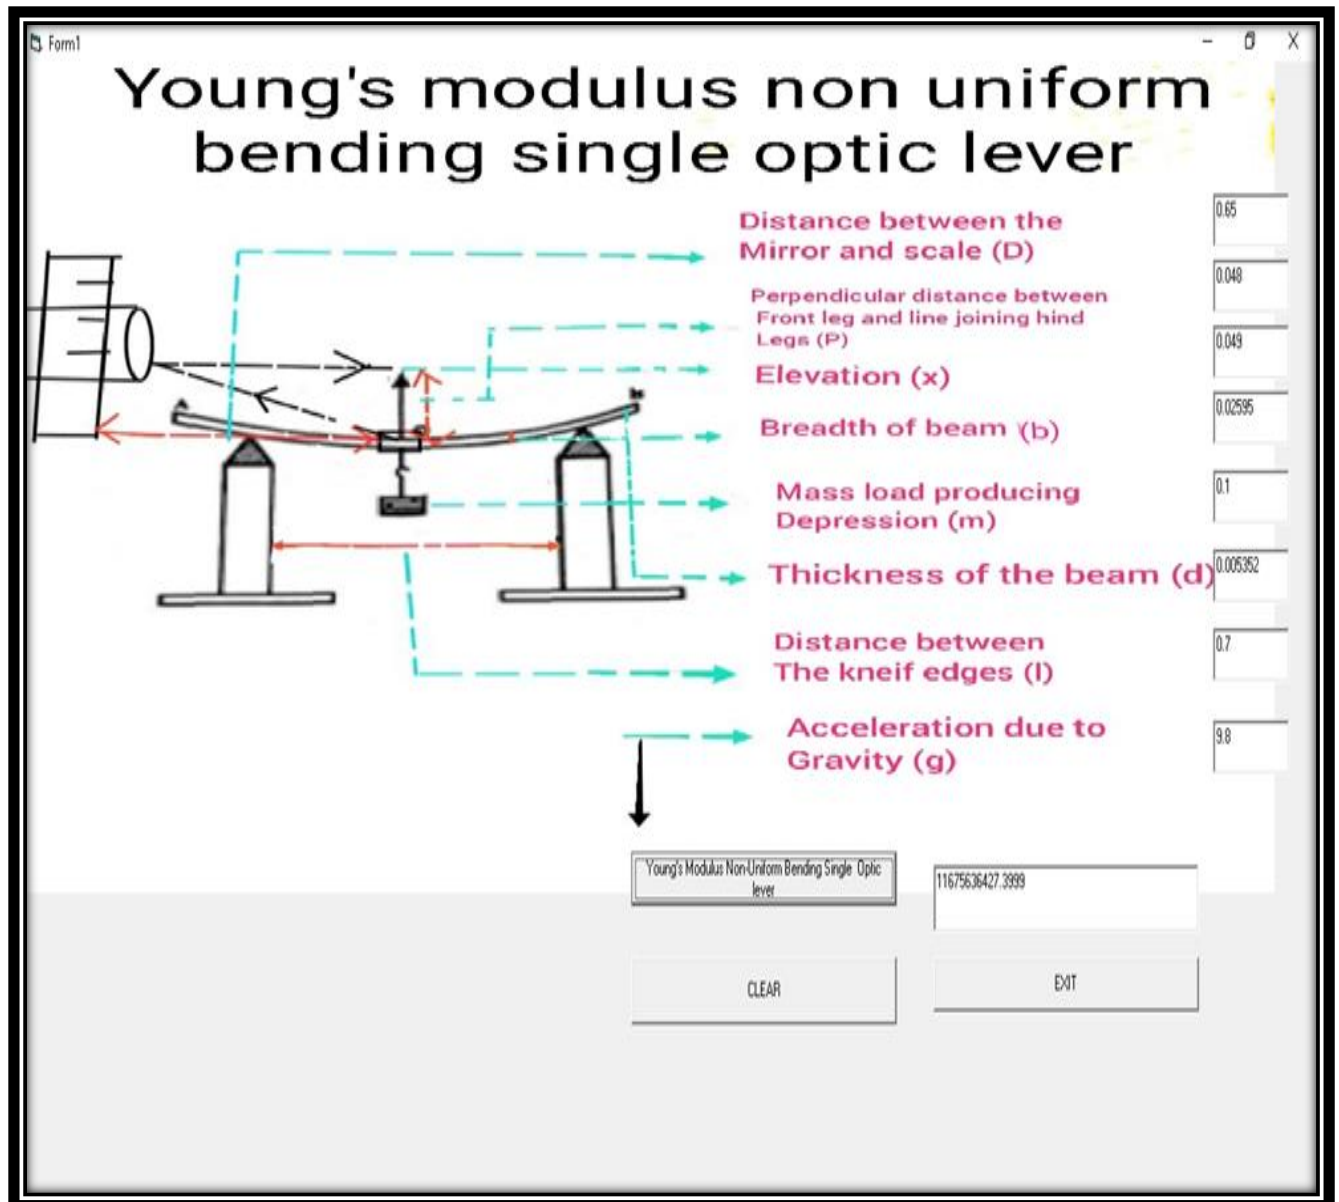 Form1
Young's modulus non uniform
bending single optic lever
Distance between the
Mirror and scale (D)
0.65
Perpendicular distance between
Front leg and line joining hind
Legs (P)
0.048
Elevation (x)
0.049
Breadth of beam (b)
0.02595
Mass load producing
Depression (m)
0.1
Thickness of the beam (d)
0.005352
Distance between
The kneif edges (l)
0.7
Acceleration due to
Gravity (g)
9.8
Young's Modulus Non-Uniform Bending Single Optic
lever
11675636427.3999
CLEAR
EXIT